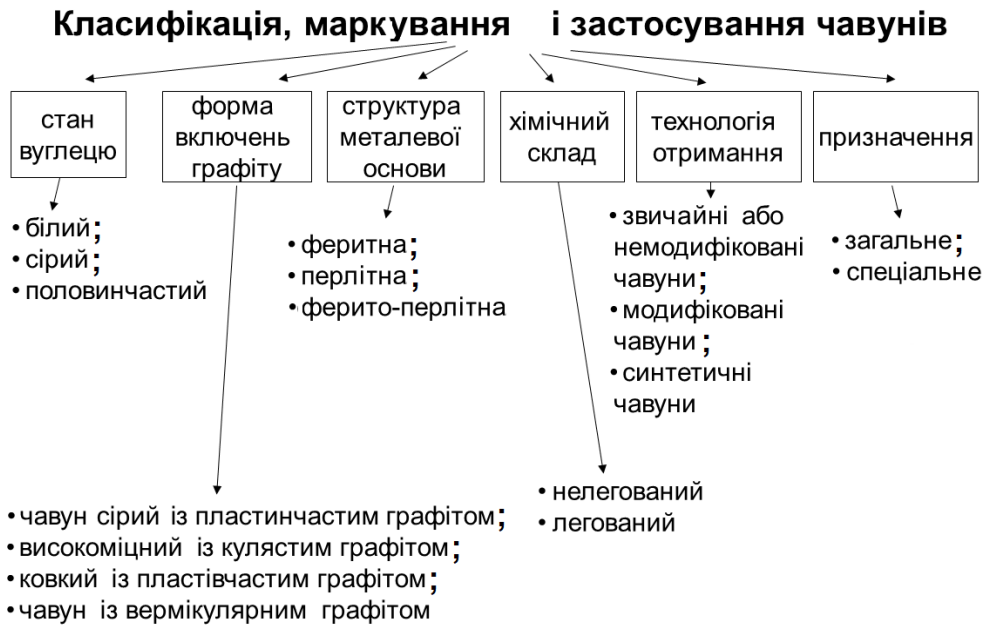 Класифікація, маркування і застосування чавунів
стан
вуглецю
форма
включень
графіту
структура
металевої
основи
хімічний
склад
технологія
отримання
призначення
• білий;
• сірий;
• половинчастий
• феритна;
• перлітна;
• ферито-перлітна
• звичайні або
немодифіковані
чавуни;
• модифіковані
чавуни;
• синтетичні
чавуни
• загальне;
• спеціальне
• чавун сірий із пластинчастим графітом;
• високоміцний із кулястим графітом;
• ковкий із пластівчастим графітом;
• чавун із вермікулярним графітом
• нелегований
• легований